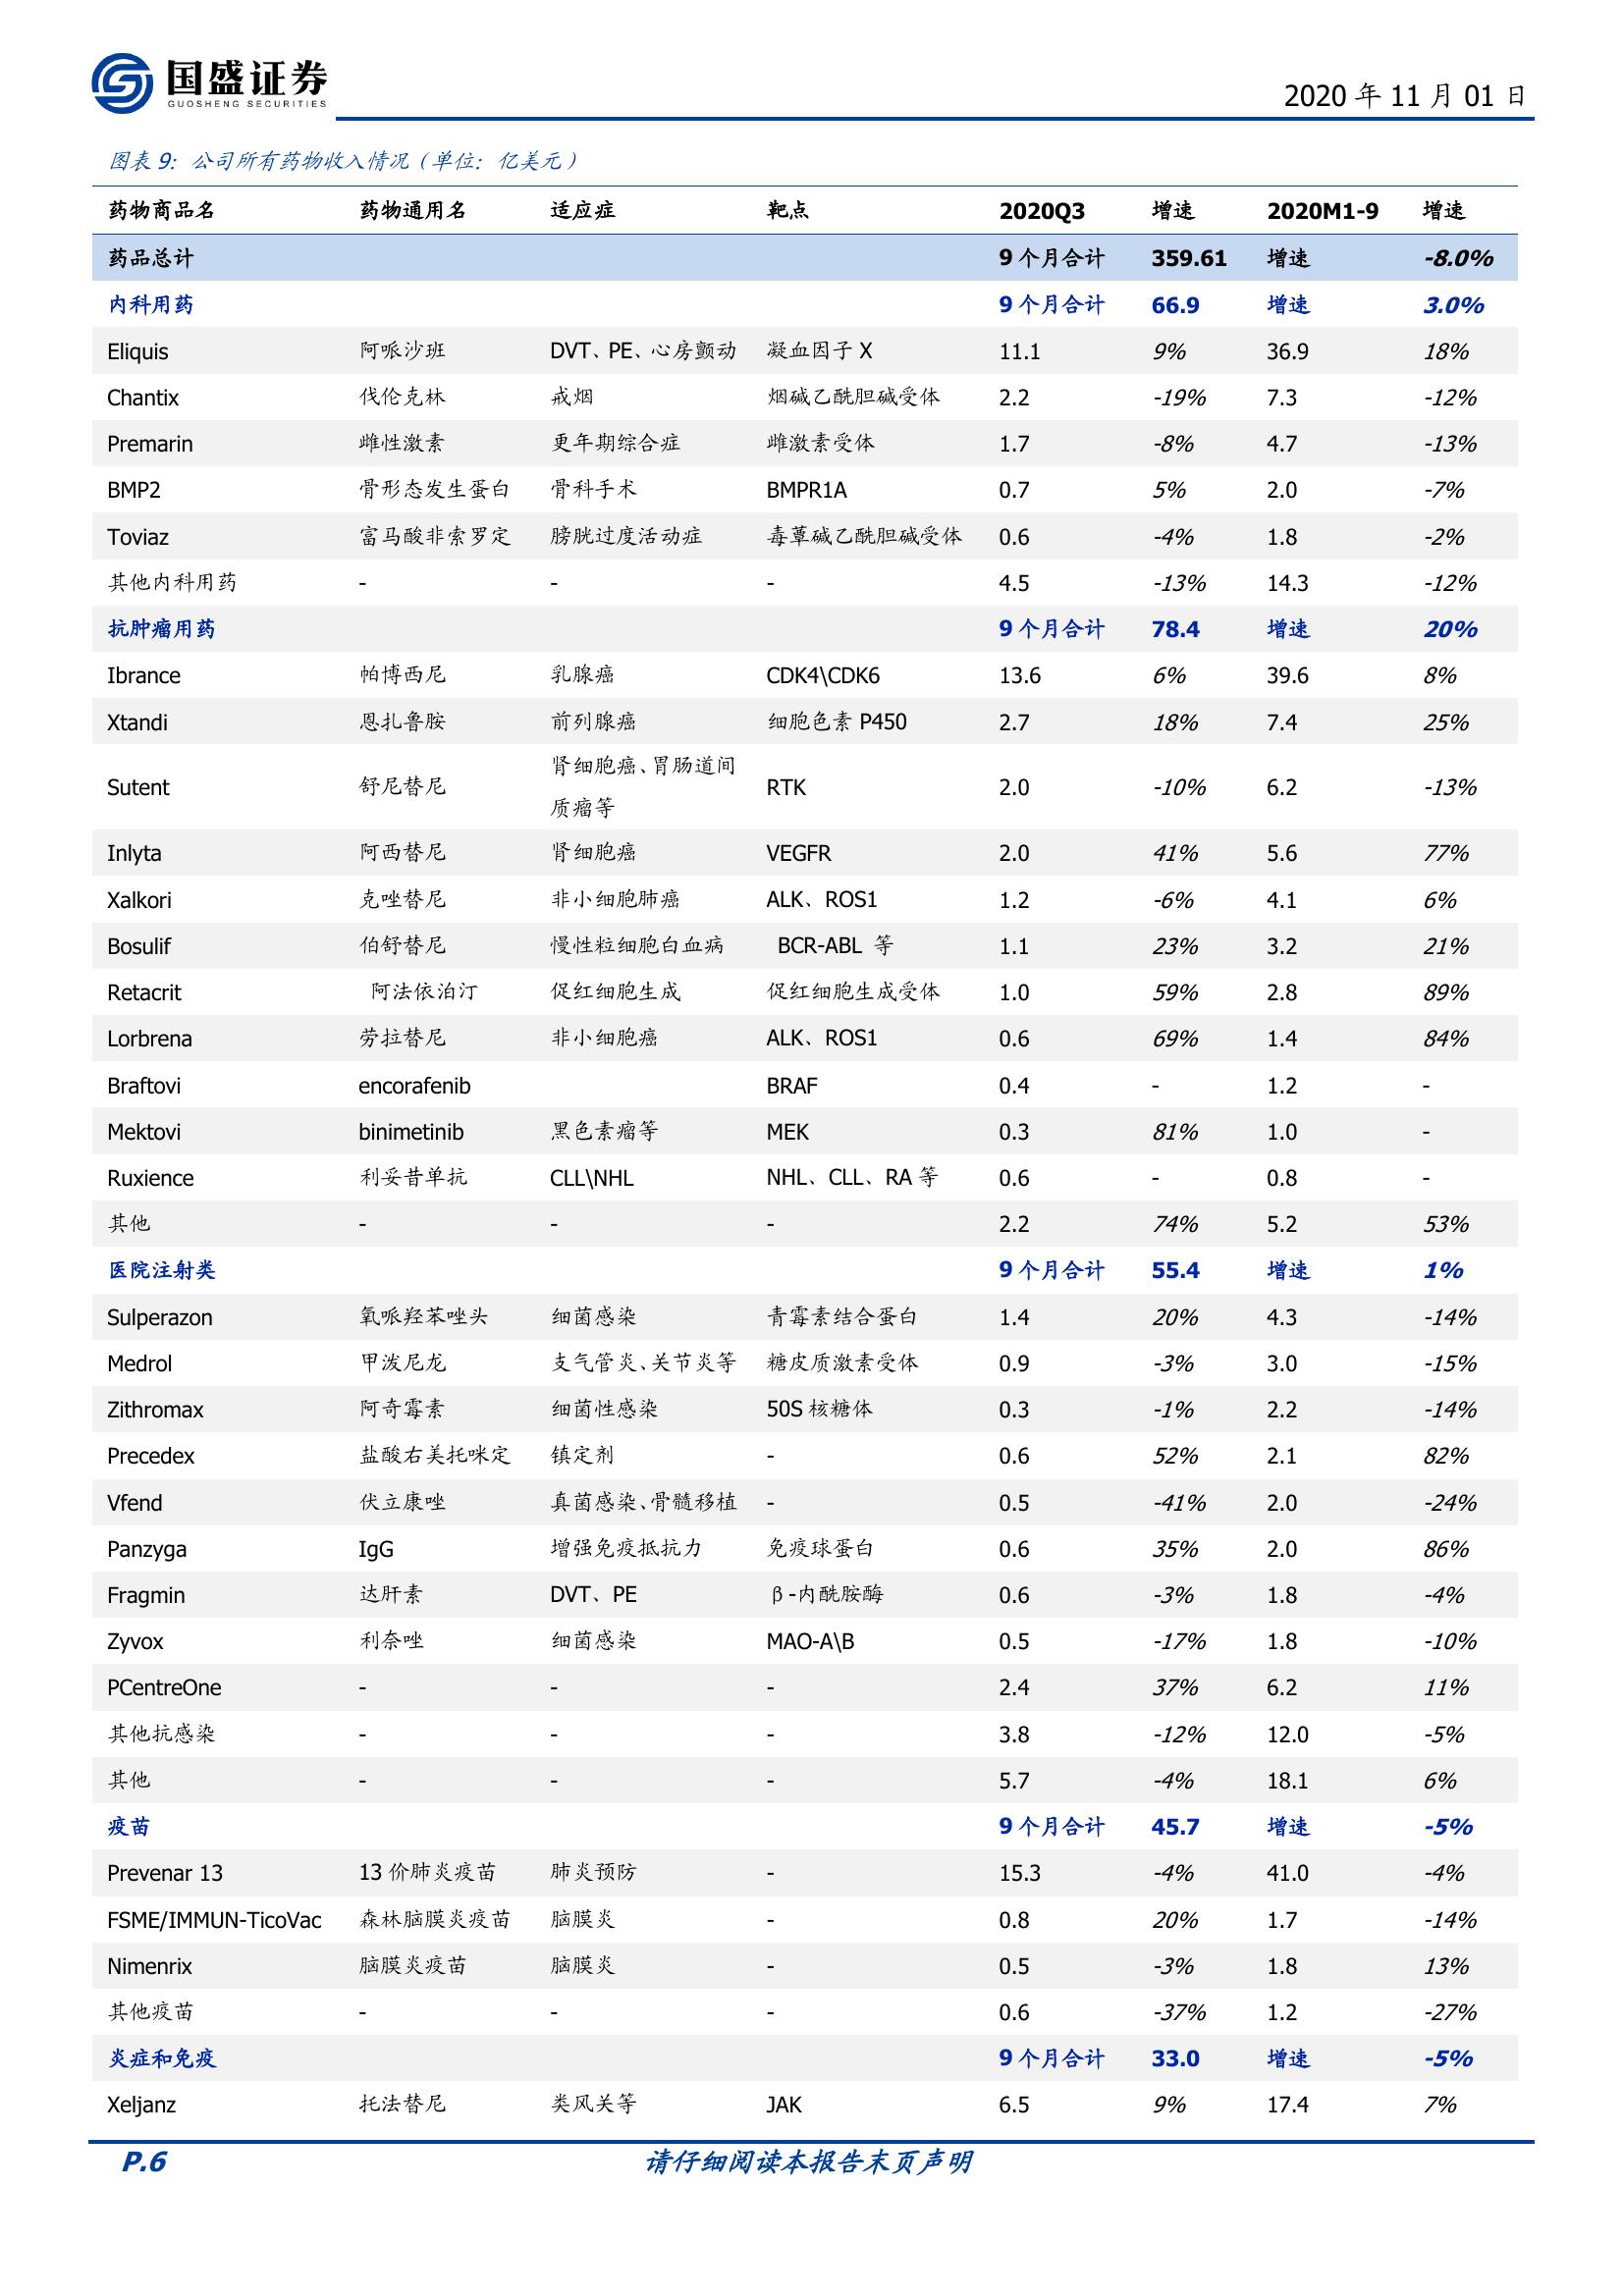 国盛证券
GUOSHENG SECURITIES
2020 年 11 月 01 日
图表 9：公司所有药物收入情况（单位：亿美元）
药物商品名 药物通用名 适应症 靶点 2020Q3 增速 2020M1-9 增速
药品总计 9 个月合计 359.61 增速 -8.0%
内科用药 9 个月合计 66.9 增速 3.0%
Eliquis 阿哌沙班 DVT、PE、心房颤动 凝血因子 X 11.1 9% 36.9 18%
Chantix 伐伦克林 戒烟 烟碱乙酰胆碱受体 2.2 -19% 7.3 -12%
Premarin 雌性激素 更年期综合症 雌激素受体 1.7 -8% 4.7 -13%
BMP2 骨形态发生蛋白 骨科手术 BMPR1A 0.7 5% 2.0 -7%
Toviaz 富马酸非索罗定 膀胱过度活动症 毒蕈碱乙酰胆碱受体 0.6 -4% 1.8 -2%
其他内科用药 - - - 4.5 -13% 14.3 -12%
抗肿瘤用药 9 个月合计 78.4 增速 20%
Ibrance 帕博西尼 乳腺癌 CDK4\CDK6 13.6 6% 39.6 8%
Xtandi 恩扎鲁胺 前列腺癌 细胞色素 P450 2.7 18% 7.4 25%
Sutent 舒尼替尼 肾细胞癌、胃肠道间 RTK 2.0 -10% 6.2 -13%
质瘤等
Inlyta 阿西替尼 肾细胞癌 VEGFR 2.0 41% 5.6 77%
Xalkori 克唑替尼 非小细胞肺癌 ALK、ROS1 1.2 -6% 4.1 6%
Bosulif 伯舒替尼 慢性粒细胞白血病 BCR-ABL 等 1.1 23% 3.2 21%
Retacrit 阿法依泊汀 促红细胞生成 促红细胞生成受体 1.0 59% 2.8 89%
Lorbrena 劳拉替尼 非小细胞癌 ALK、ROS1 0.6 69% 1.4 84%
Braftovi encorafenib BRAF 0.4 - 1.2 -
Mektovi binimetinib 黑色素瘤等 MEK 0.3 81% 1.0 -
Ruxience 利妥昔单抗 CLL\NHL NHL、CLL、RA 等 0.6 - 0.8 -
其他 - - - 2.2 74% 5.2 53%
医院注射类 9 个月合计 55.4 增速 1%
Sulperazon 氧哌羟苯唑头 细菌感染 青霉素结合蛋白 1.4 20% 4.3 -14%
Medrol 甲泼尼龙 支气管炎、关节炎等 糖皮质激素受体 0.9 -3% 3.0 -15%
Zithromax 阿奇霉素 细菌性感染 50S 核糖体 0.3 -1% 2.2 -14%
Precedex 盐酸右美托咪定 镇定剂 - 0.6 52% 2.1 82%
Vfend 伏立康唑 真菌感染、骨髓移植 - 0.5 -41% 2.0 -24%
Panzyga IgG 增强免疫抵抗力 免疫球蛋白 0.6 35% 2.0 86%
Fragmin 达肝素 DVT、PE β-内酰胺酶 0.6 -3% 1.8 -4%
Zyvox 利奈唑 细菌感染 MAO-A\B 0.5 -17% 1.8 -10%
PCentreOne - - - 2.4 37% 6.2 11%
其他抗感染 - - - 3.8 -12% 12.0 -5%
其他 - - - 5.7 -4% 18.1 6%
疫苗 9 个月合计 45.7 增速 -5%
Prevenar 13 13 价肺炎疫苗 肺炎预防 - 15.3 -4% 41.0 -4%
FSME/IMMUN-TicoVac 森林脑膜炎疫苗 脑膜炎 - 0.8 20% 1.7 -14%
Nimenrix 脑膜炎疫苗 脑膜炎 - 0.5 -3% 1.8 13%
其他疫苗 - - - 0.6 -37% 1.2 -27%
炎症和免疫 9 个月合计 33.0 增速 -5%
Xeljanz 托法替尼 类风关等 JAK 6.5 9% 17.4 7%
P.6 请仔细阅读本报告末页声明